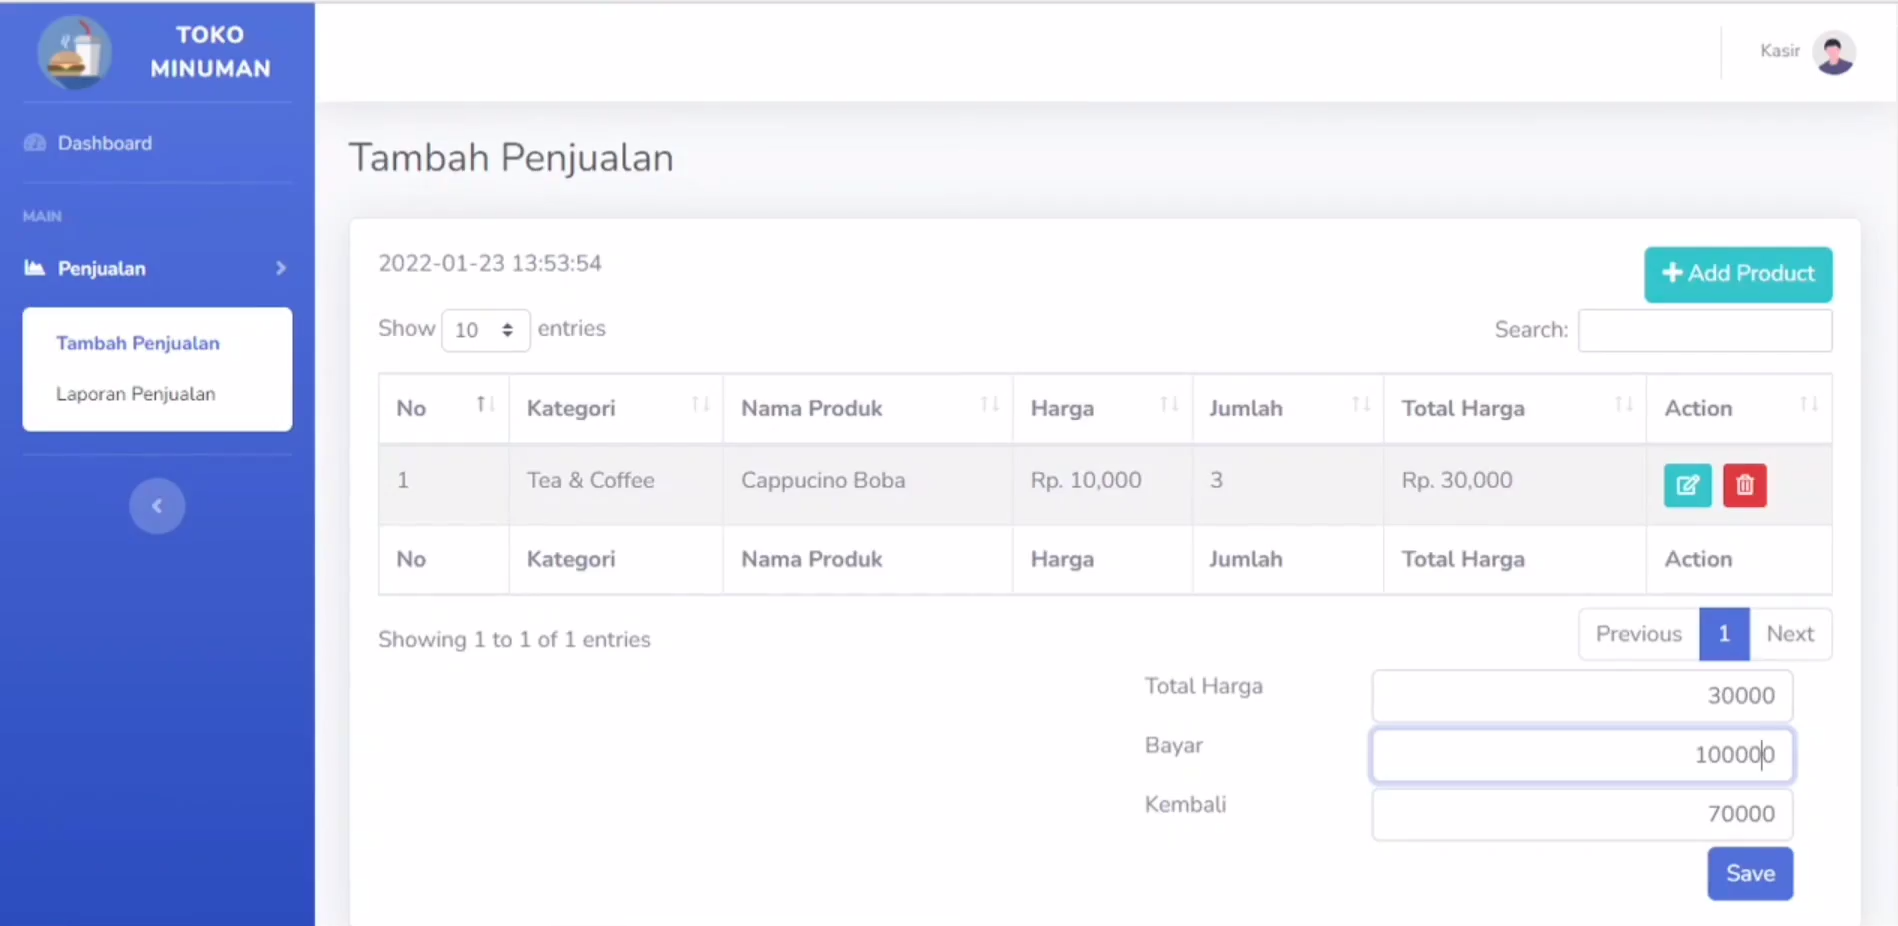 TOKO
MINUMAN
Kasir
Dashboard
MAIN
Penjualan
Tambah Penjualan
Laporan Penjualan
Tambah Penjualan
2022-01-23 13:53:54
Add Product
Show 10 entries
Search:
No Kategori Nama Produk Harga Jumlah Total Harga Action
1 Tea & Coffee Cappucino Boba Rp. 10,000 3 Rp. 30,000
No Kategori Nama Produk Harga Jumlah Total Harga Action
Showing 1 to 1 of 1 entries
Previous 1 Next
Total Harga 30000
Bayar 100000
Kembali 70000
Save